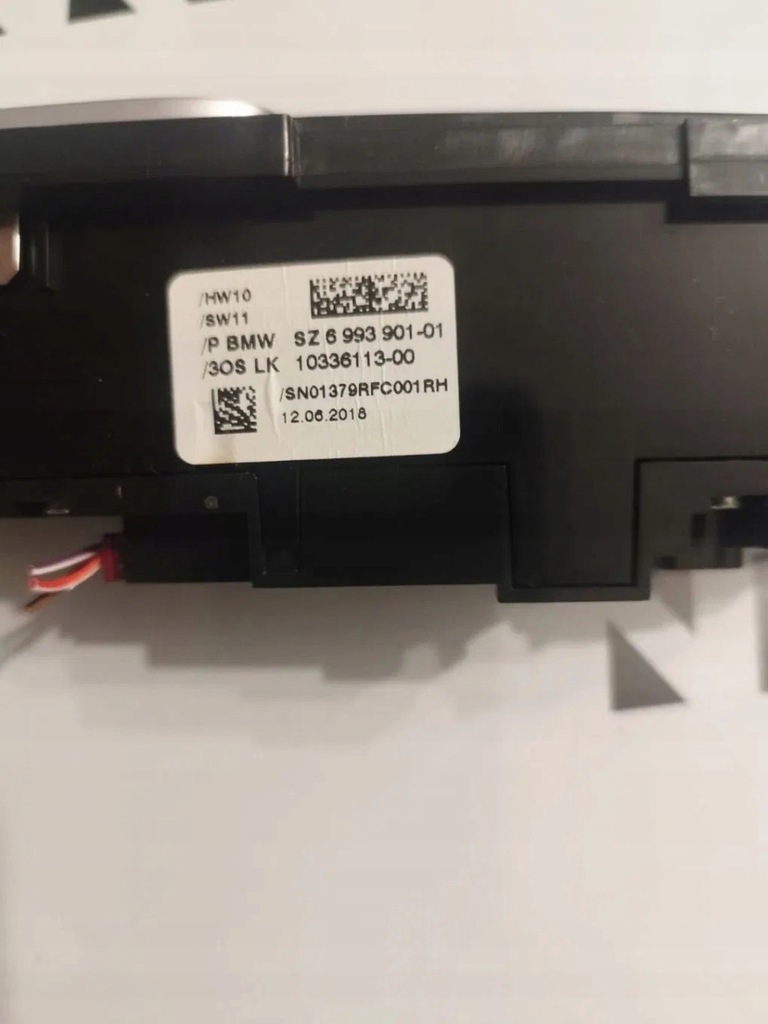 /HW10
/SW11
/P BMW SZ 6 993 901-01
/3OS LK 10336113-00
/SN01379RFC001RH
12.06.2018